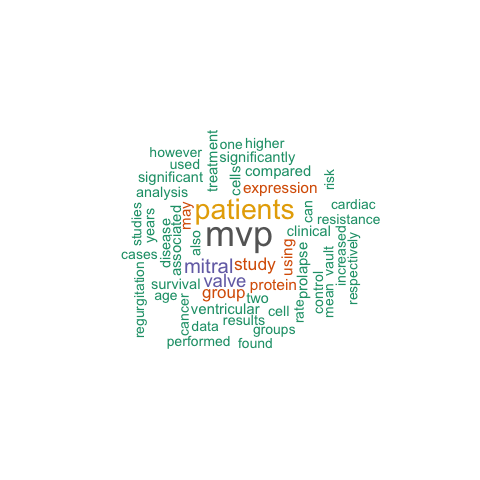 however
one
higher
used
significantly
significant
treatment
cells
compared
risk
analysis
expression
studies
years
may
patients
can
cardiac
resistance
disease
associated
also
mvp
clinical
cases
mitral
study
using
prolapse
vault
increased
respectively
regurgitation
survival
valve
protein
control
mean
age
cancer
group
two
rate
ventricular
cell
data
results
groups
performed
found